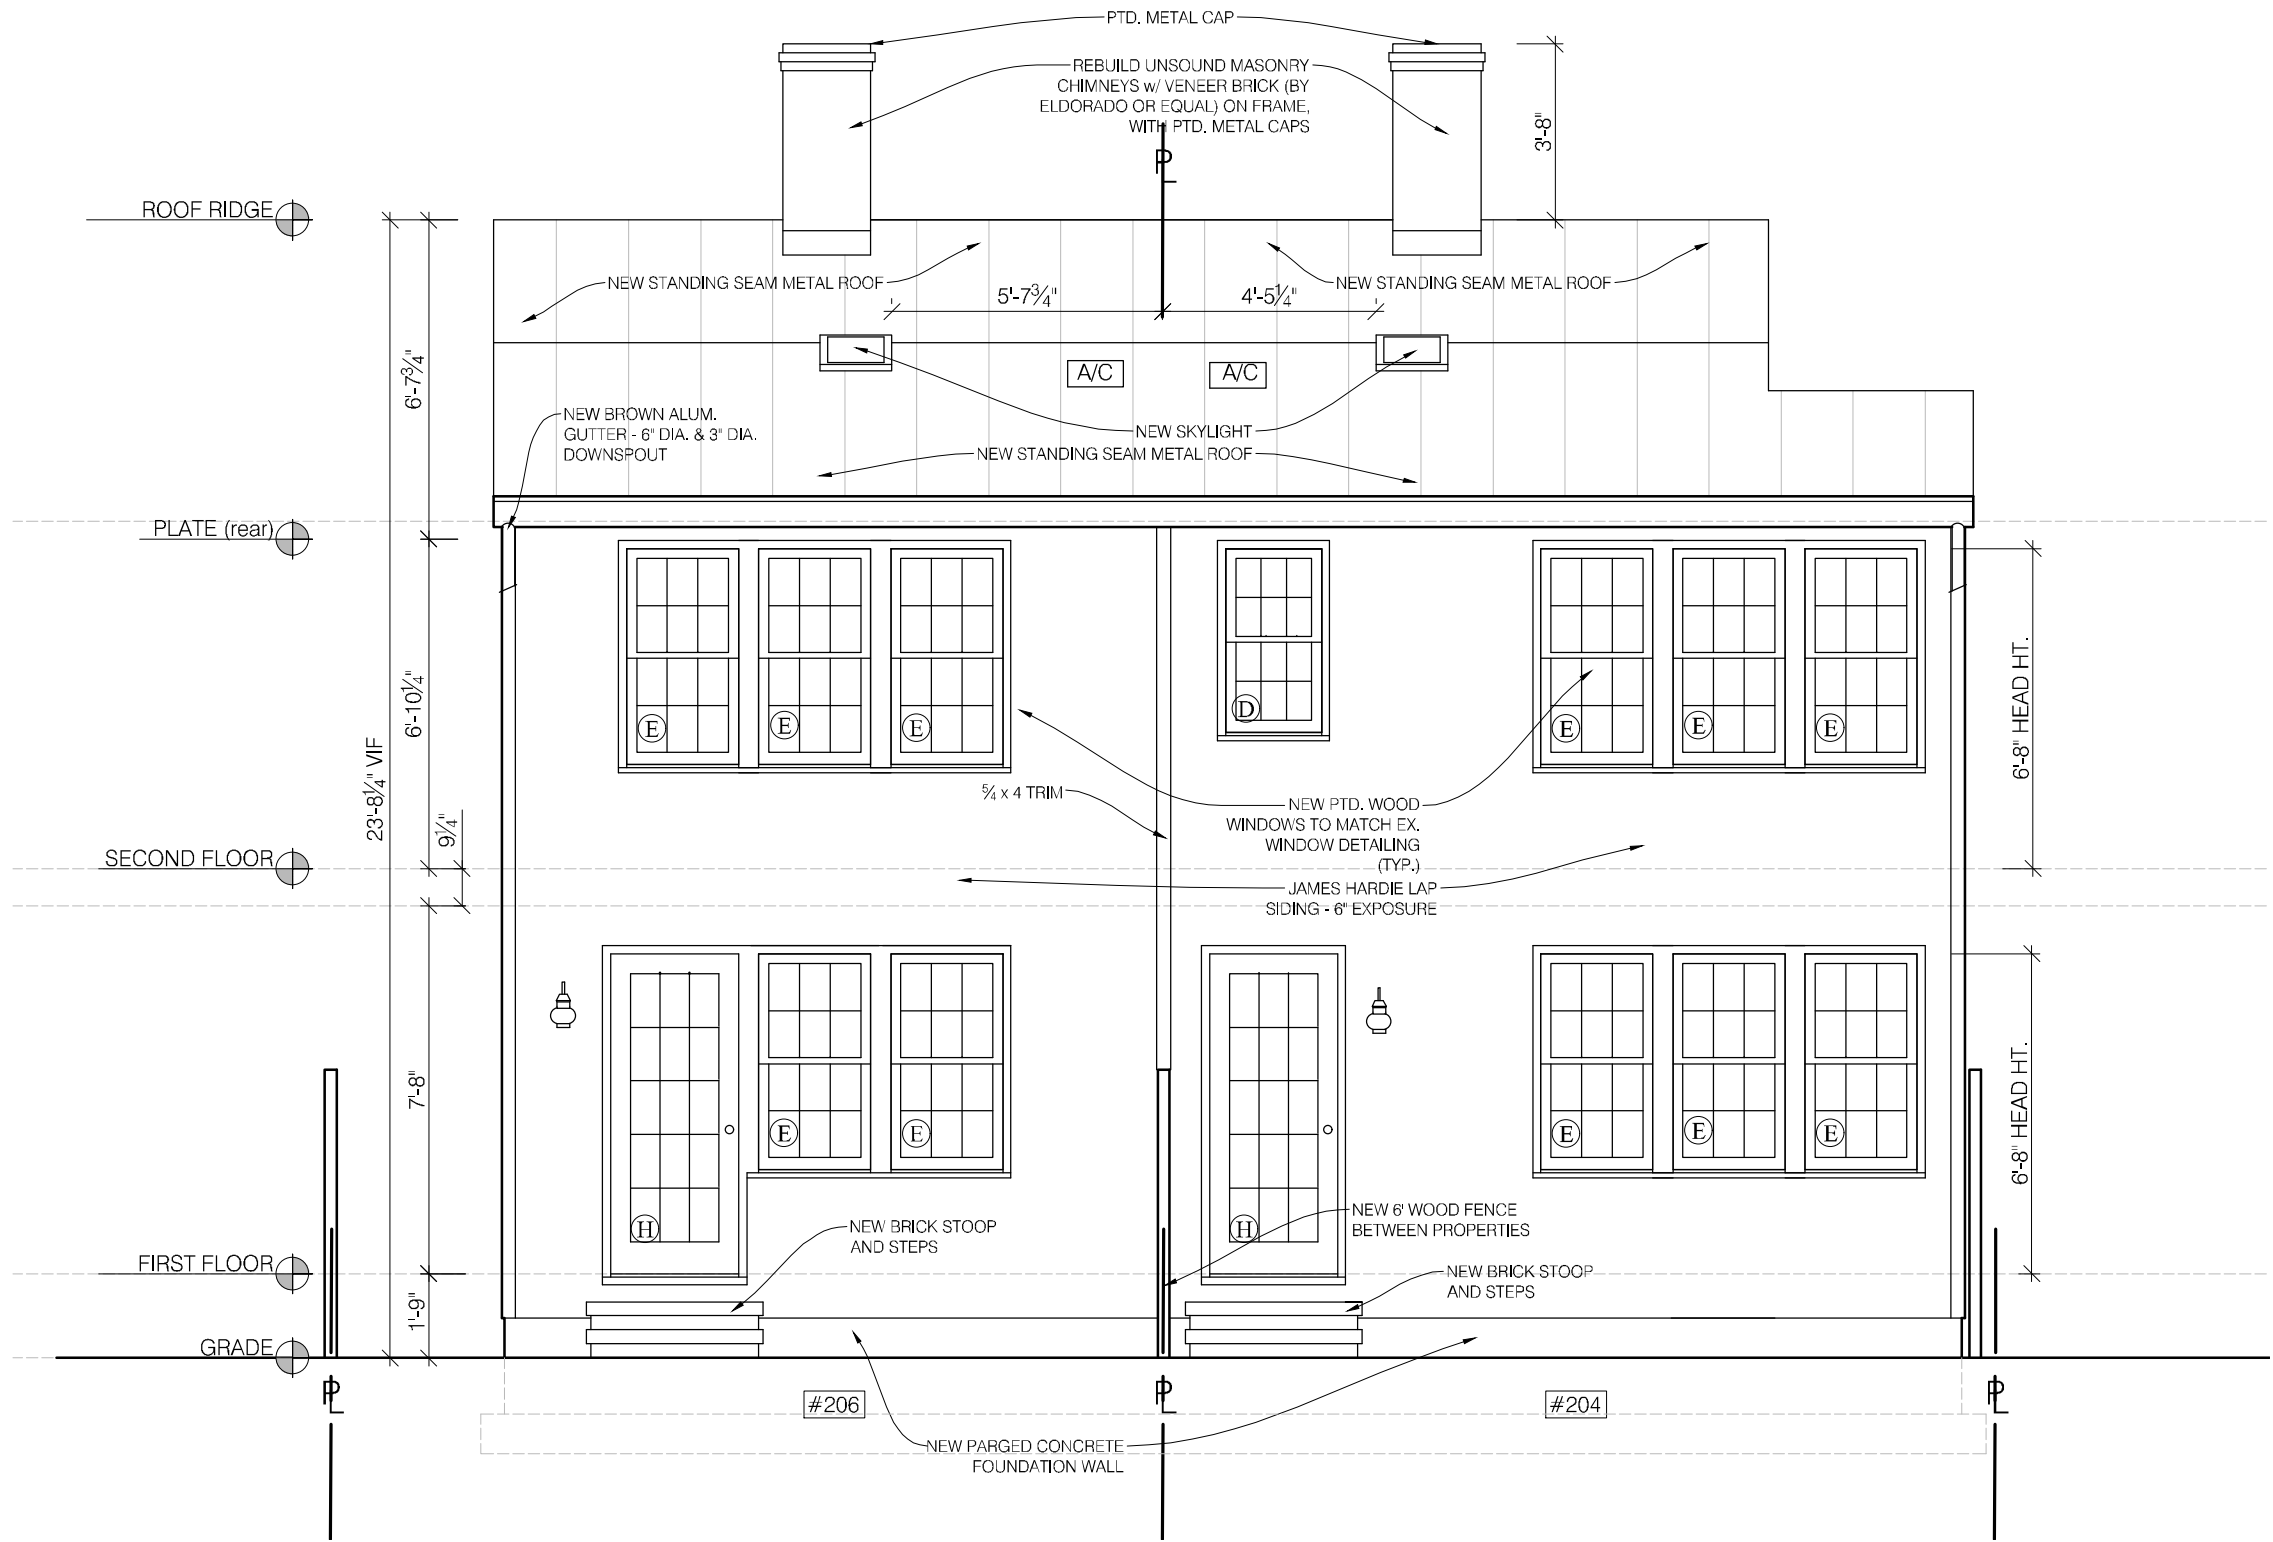 PTD. METAL CAP
REBUILD UNSOUND MASONRY
CHIMNEYS w/ VENEER BRICK (BY
ELDORADO OR EQUAL) ON FRAME,
WITH PTD. METAL CAPS
3'-8"
PL
ROOF RIDGE
NEW STANDING SEAM METAL ROOF
NEW STANDING SEAM METAL ROOF
5'-7¾"
4'-5¼"
A/C
A/C
6'-7¾"
NEW BROWN ALUM.
GUTTER - 6" DIA. & 3" DIA.
DOWNSPOUT
NEW SKYLIGHT
NEW STANDING SEAM METAL ROOF
PLATE (rear)
E
E
E
D
E
E
E
6'-10¼"
23'-8¼" VIF
9¼"
6'-8" HEAD HT.
5⁄4 x 4 TRIM
NEW PTD. WOOD
WINDOWS TO MATCH EX.
WINDOW DETAILING
(TYP.)
SECOND FLOOR
JAMES HARDIE LAP
SIDING - 6" EXPOSURE
7'-8"
6'-8" HEAD HT.
E
E
E
E
E
H
H
NEW BRICK STOOP
AND STEPS
NEW 6' WOOD FENCE
BETWEEN PROPERTIES
FIRST FLOOR
NEW BRICK STOOP
AND STEPS
1'-9"
GRADE
PL
#206
PL
#204
PL
NEW PARGED CONCRETE
FOUNDATION WALL